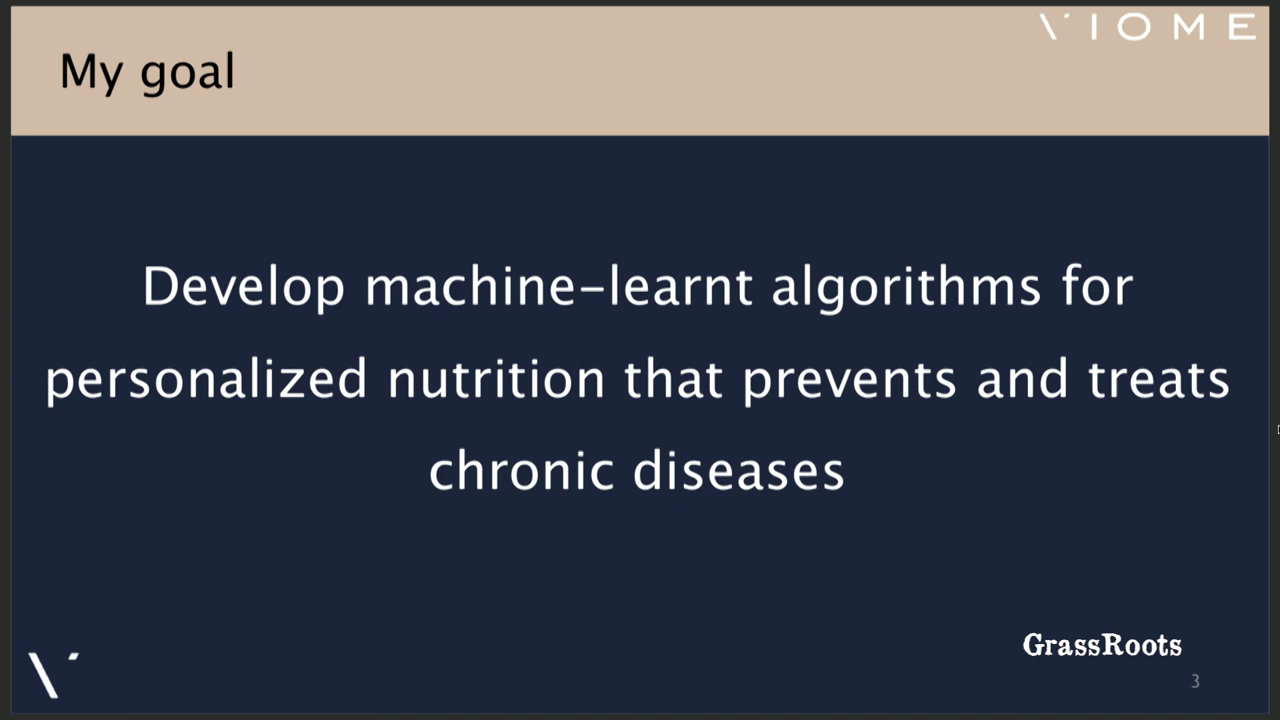 VIOME
My goal
Develop machine-learnt algorithms for
personalized nutrition that prevents and treats
chronic diseases
GrassRoots
3